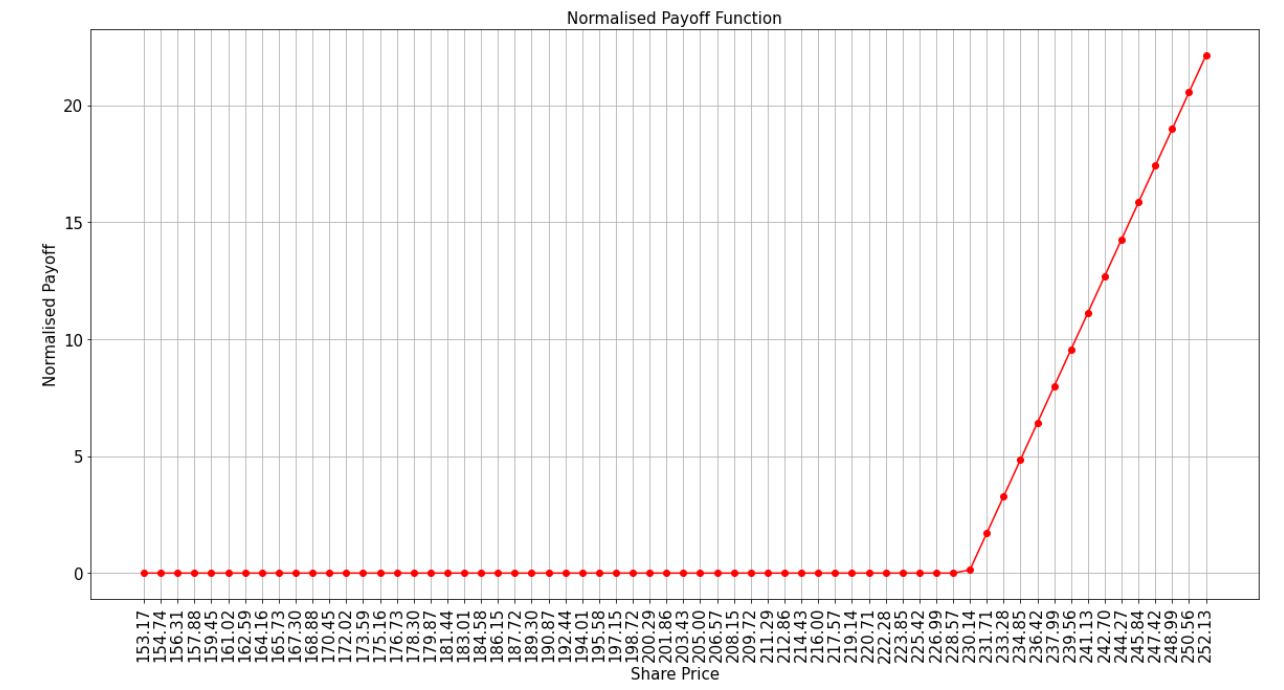 Normalised Payoff Function
Normalised Payoff
20
15
10
5
0
153.17 154.74 156.31 157.88 159.45 161.02 162.59 164.16 165.73 167.30 168.88 170.45 172.02 173.59 175.16 176.73 178.30 179.87 181.44 183.01 184.58 186.15 187.72 189.30 190.87 192.44 194.01 195.58 197.15 198.72 200.29 201.86 203.43 205.00 206.57 208.15 209.72 211.29 212.86 214.43 216.00 217.57 219.14 220.71 222.28 223.85 225.42 226.99 228.57 230.14 231.71 233.28 234.85 236.42 237.99 239.56 241.13 242.70 244.27 245.84 247.42 248.99 250.56 252.13
Share Price